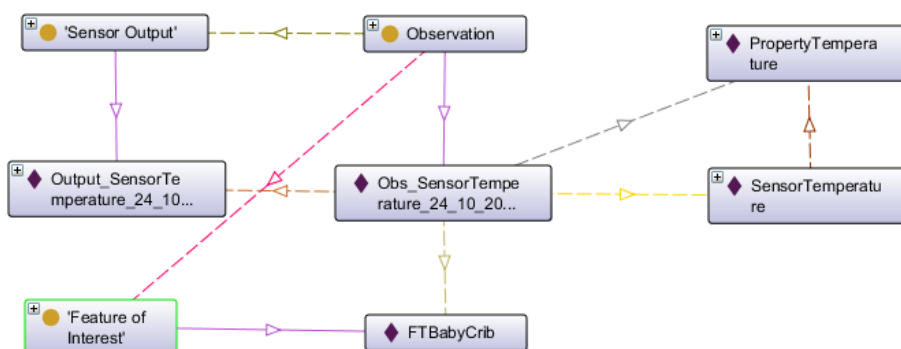 'Sensor Output'
Observation
PropertyTempera
ture
Output_SensorTe
mperature_24_10...
Obs_SensorTempe
rature_24_10_20...
SensorTemperatu
re
'Feature of
Interest'
FTBabyCrib